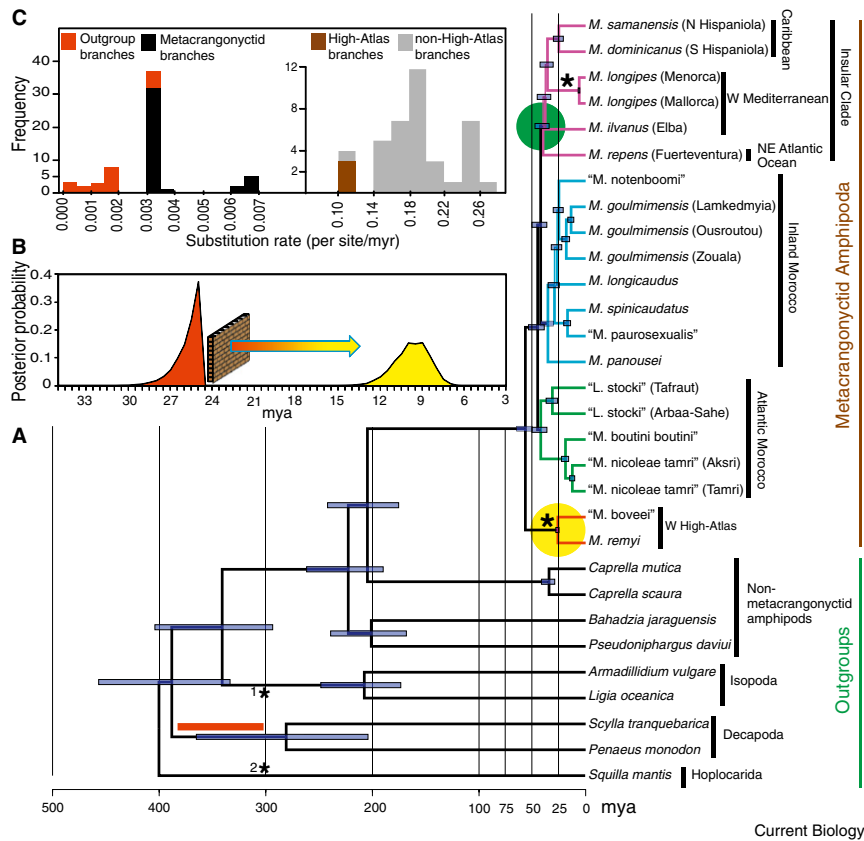 C
Outgroup branches
Metacrangonyctid branches
High-Atlas branches
non-High-Atlas branches
Frequency
40
30
20
10
5
0
12
8
4
2
0.000
0.001
0.002
0.003
0.004
0.005
0.006
0.007
0.10
0.14
0.18
0.22
0.26
Substitution rate (per site/myr)
B
Posterior probability
0.4
0.3
0.2
0.1
0
33
30
27
24
21
18
15
12
9
6
3
mya
A
M. samanensis (N Hispaniola)
M. dominicanus (S Hispaniola)
M. longipes (Menorca)
M. longipes (Mallorca)
M. ilvanus (Elba)
M. repens (Fuerteventura)
"M. notenboomi"
M. goulmimensis (Lamkedmyia)
M. goulmimensis (Ousroutou)
M. goulmimensis (Zouala)
M. longicaudus
M. spinicaudatus
"M. paurosexualis"
M. panousei
"L. stocki" (Tafraut)
"L. stocki" (Arbaa-Sahe)
"M. boutini boutini"
"M. nicoleae tamri" (Aksri)
"M. nicoleae tamri" (Tamri)
"M. boveei"
M. remyi
Caprella mutica
Caprella scaura
Bahadzia jaraguensis
Pseudoniphargus daviui
Armadillidium vulgare
Ligia oceanica
Scylla tranquebarica
Penaeus monodon
Squilla mantis
Caribbean
W Mediterranean
NE Atlantic
Ocean
Insular Clade
Inland Morocco
Atlantic Morocco
W High-Atlas
Non-
metacrangonyctid
amphipods
Isopoda
Decapoda
Hoplocarida
Metacrangonyctid Amphipoda
Outgroups
*
*
1*
2*
500
400
300
200
100
75
50
25
0
mya
Current Biology